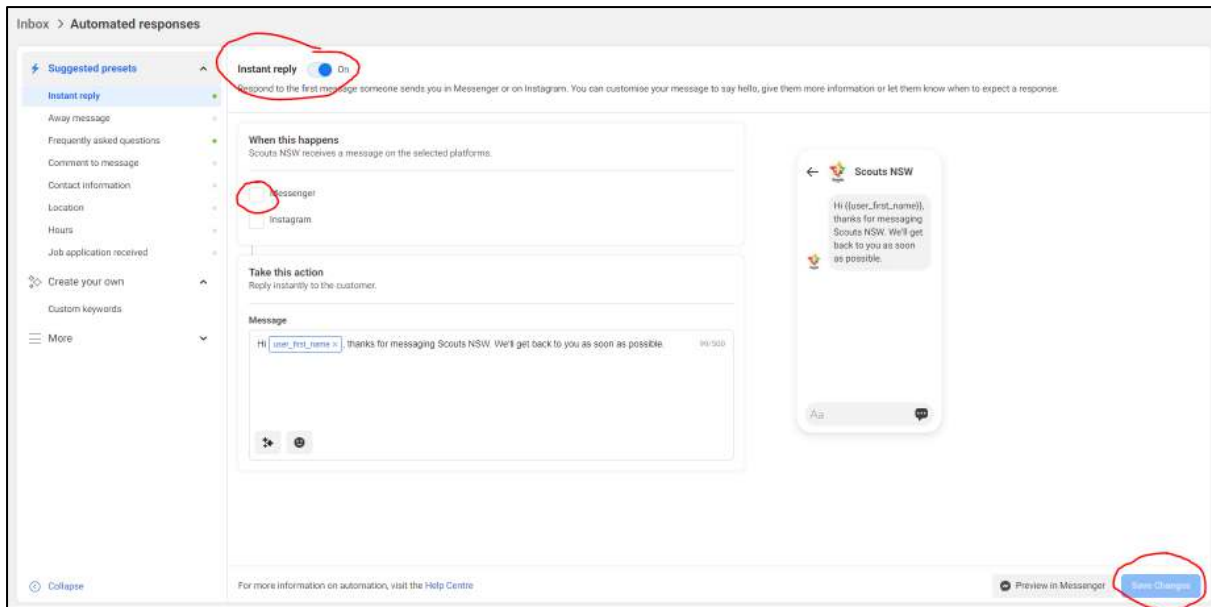 Inbox > Automated responses
Suggested presets
Instant reply
Away message
Frequently asked questions
Comment to message
Contact information
Location
Hours
Job application received
Create your own
Custom keywords
More
Collapse
Instant reply On
Respond to the first message someone sends you in Messenger or on Instagram. You can customise your message to say hello, give them more information or let them know when to expect a response.
When this happens
Scouts NSW receives a message on the selected platforms.
Messenger
Instagram
Take this action
Reply instantly to the customer.
Message
Hi user_first_name ×, thanks for messaging Scouts NSW. We'll get back to you as soon as possible. 99/500
Scouts NSW
Hi {{user_first_name}},
thanks for messaging
Scouts NSW. We'll get
back to you as soon
as possible.
Aa
For more information on automation, visit the Help Centre
Preview in Messenger
Save Changes